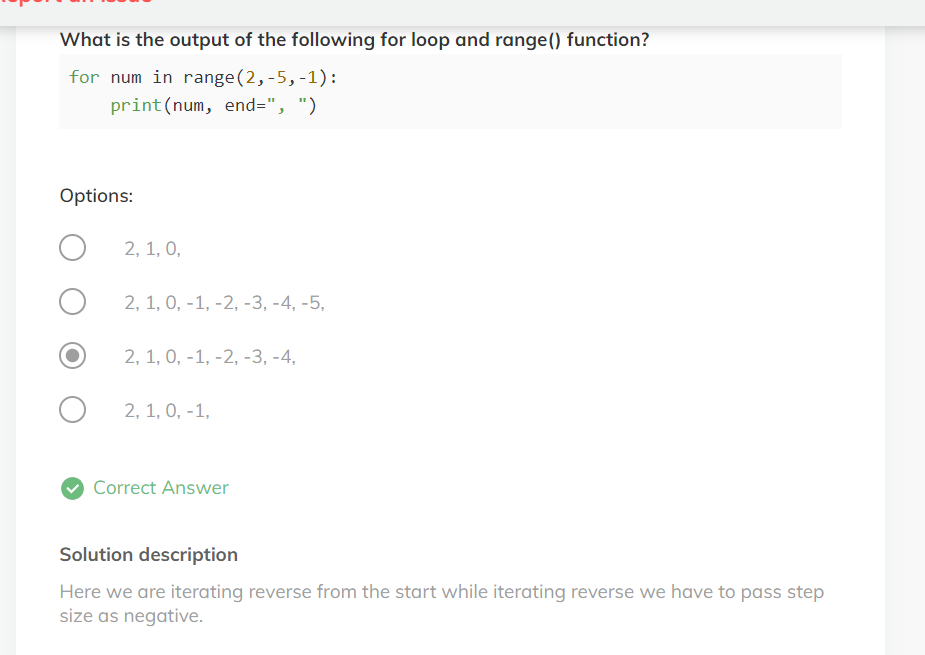 What is the output of the following for loop and range() function?
for num in range(2,-5,-1):
    print(num, end=", ")
Options:
2, 1, 0,
2, 1, 0, -1, -2, -3, -4, -5,
2, 1, 0, -1, -2, -3, -4,
2, 1, 0, -1,
Correct Answer
Solution description
Here we are iterating reverse from the start while iterating reverse we have to pass step
size as negative.